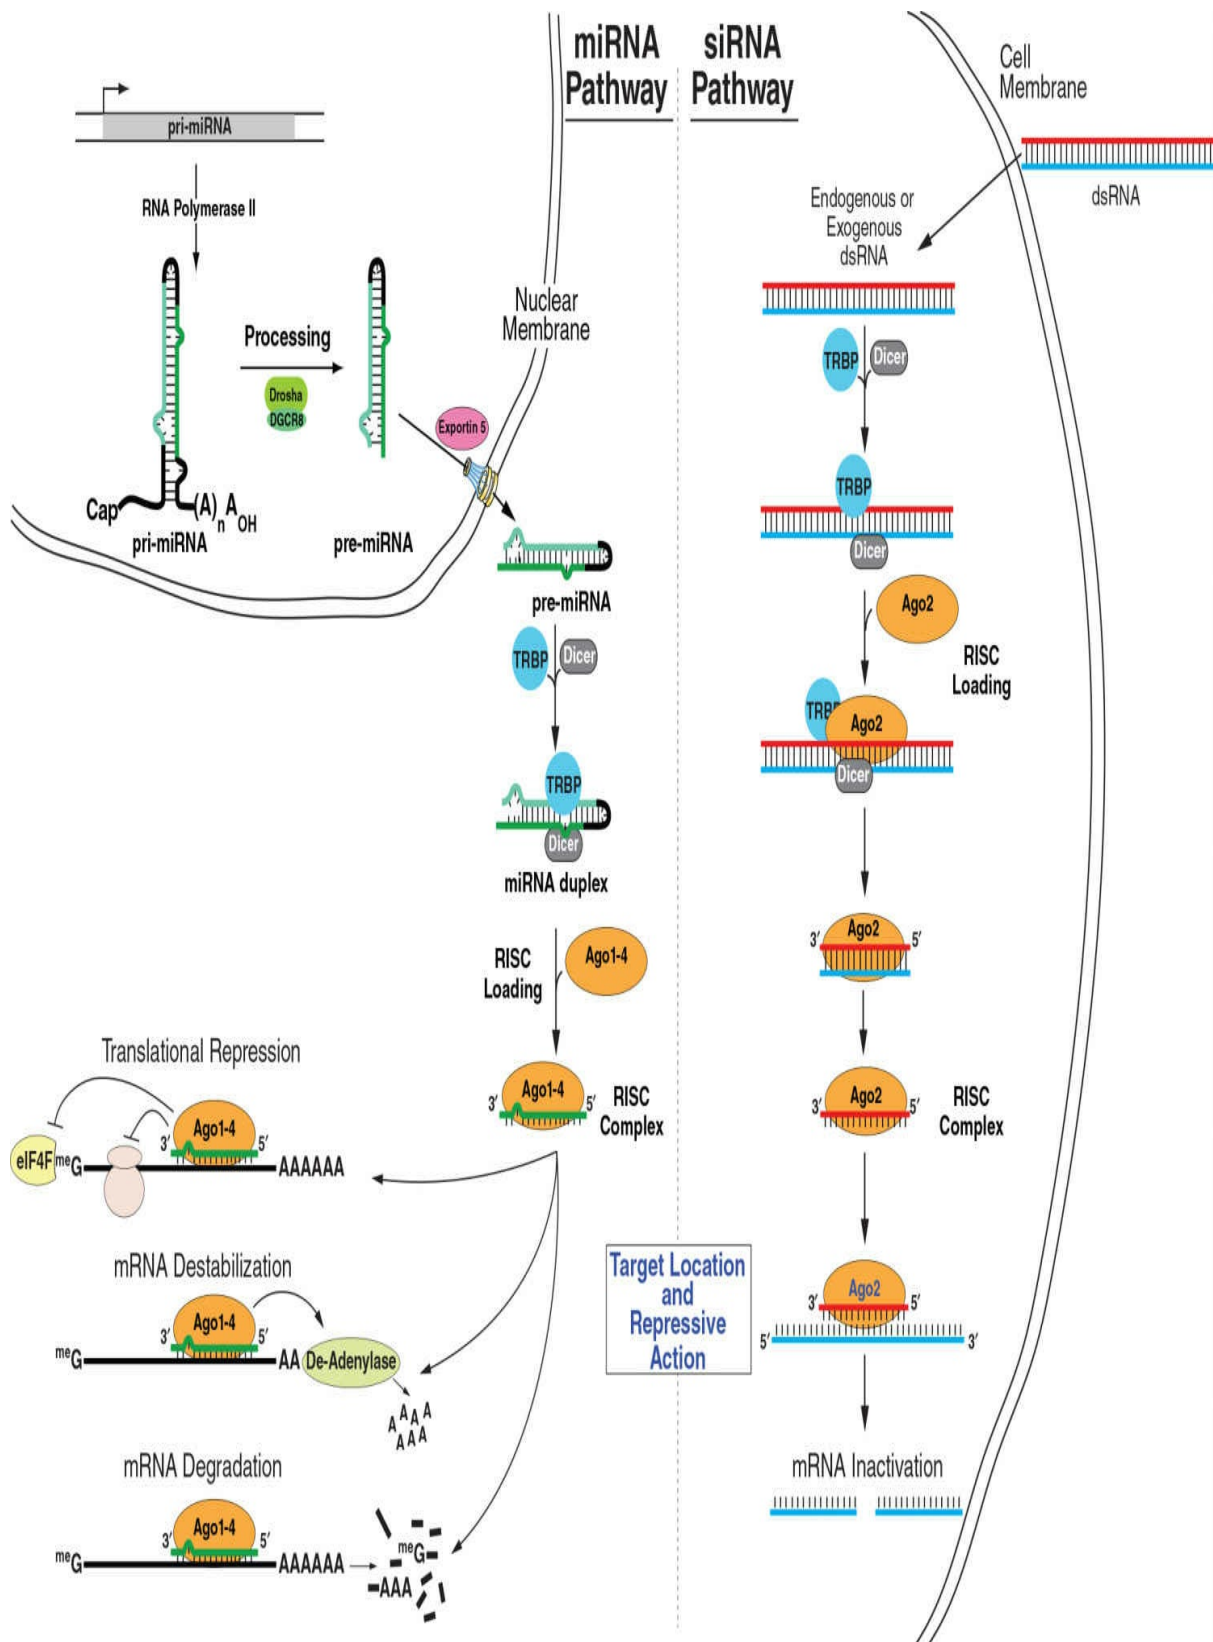 miRNA
Pathway
siRNA
Pathway
pri-miRNA
RNA Polymerase II
Processing
Drosha
DGCR8
Cap
(A)nAOH
pri-miRNA
pre-miRNA
Exportin 5
Nuclear
Membrane
pre-miRNA
TRBP
Dicer
TRBP
Dicer
miRNA duplex
RISC
Loading
Ago1-4
Ago1-4
3′
5′
RISC
Complex
Translational Repression
Ago1-4
3′
5′
eIF4F
meG
AAAAAA
mRNA Destabilization
Ago1-4
3′
5′
meG
AA
De-Adenylase
A A A A
A A A
mRNA Degradation
Ago1-4
3′
5′
meG
AAAAAA
meG
AAA
Cell
Membrane
dsRNA
Endogenous or
Exogenous
dsRNA
TRBP
Dicer
TRBP
Dicer
Ago2
RISC
Loading
TRBP
Ago2
Dicer
Ago2
3′
5′
Ago2
3′
5′
RISC
Complex
Target Location
and
Repressive
Action
Ago2
3′
5′
5′
3′
mRNA Inactivation